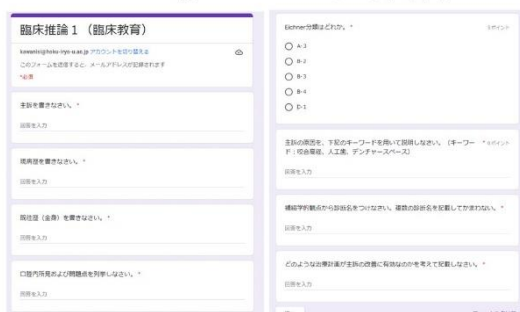 臨床推論１（臨床教育）
アカウントを切り替える
このフォームを送信すると、メールアドレスが記録されます
*必須
主訴を書きなさい。 *
回答を入力
現病歴を書きなさい。 *
回答を入力
既往歴（全身）を書きなさい。 *
回答を入力
口腔内所見および問題点を列挙しなさい。 *
回答を入力
Eichner分類はどれか。 *
B-2
B-3
B-4
主訴の原因を、下記のキーワードを用いて説明しなさい。（キーワー *
ド：咬合高径、人工歯、デンチャースペース）
回答を入力
補綴学的観点から診断名をつけなさい。複数の診断名を記載してかまわない。 *
回答を入力
どのような治療計画が主訴の改善に有効なのかを考えて記載しなさい。 *
回答を入力